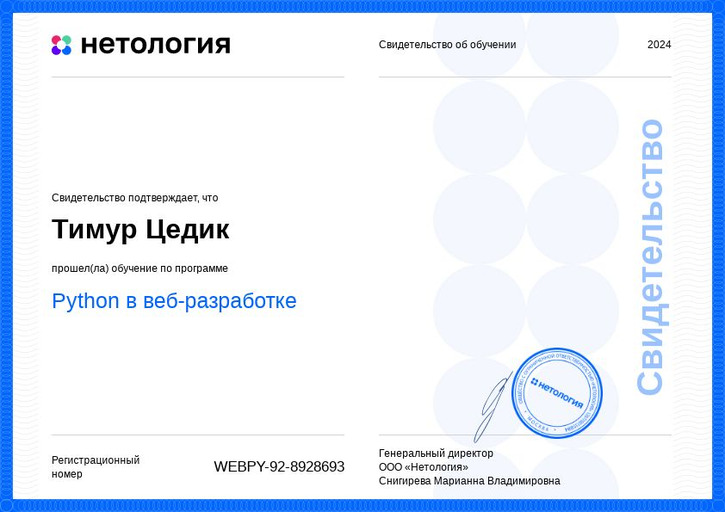 нетология
Свидетельство об обучении
2024
Свидетельство подтверждает, что
Тимур Цедик
прошел(ла) обучение по программе
Python в веб-разработке
Свидетельство
нетология
МОСКВА
Регистрационный
номер
WEBPY-92-8928693
Генеральный директор
ООО «Нетология»
Снигирева Марианна Владимировна